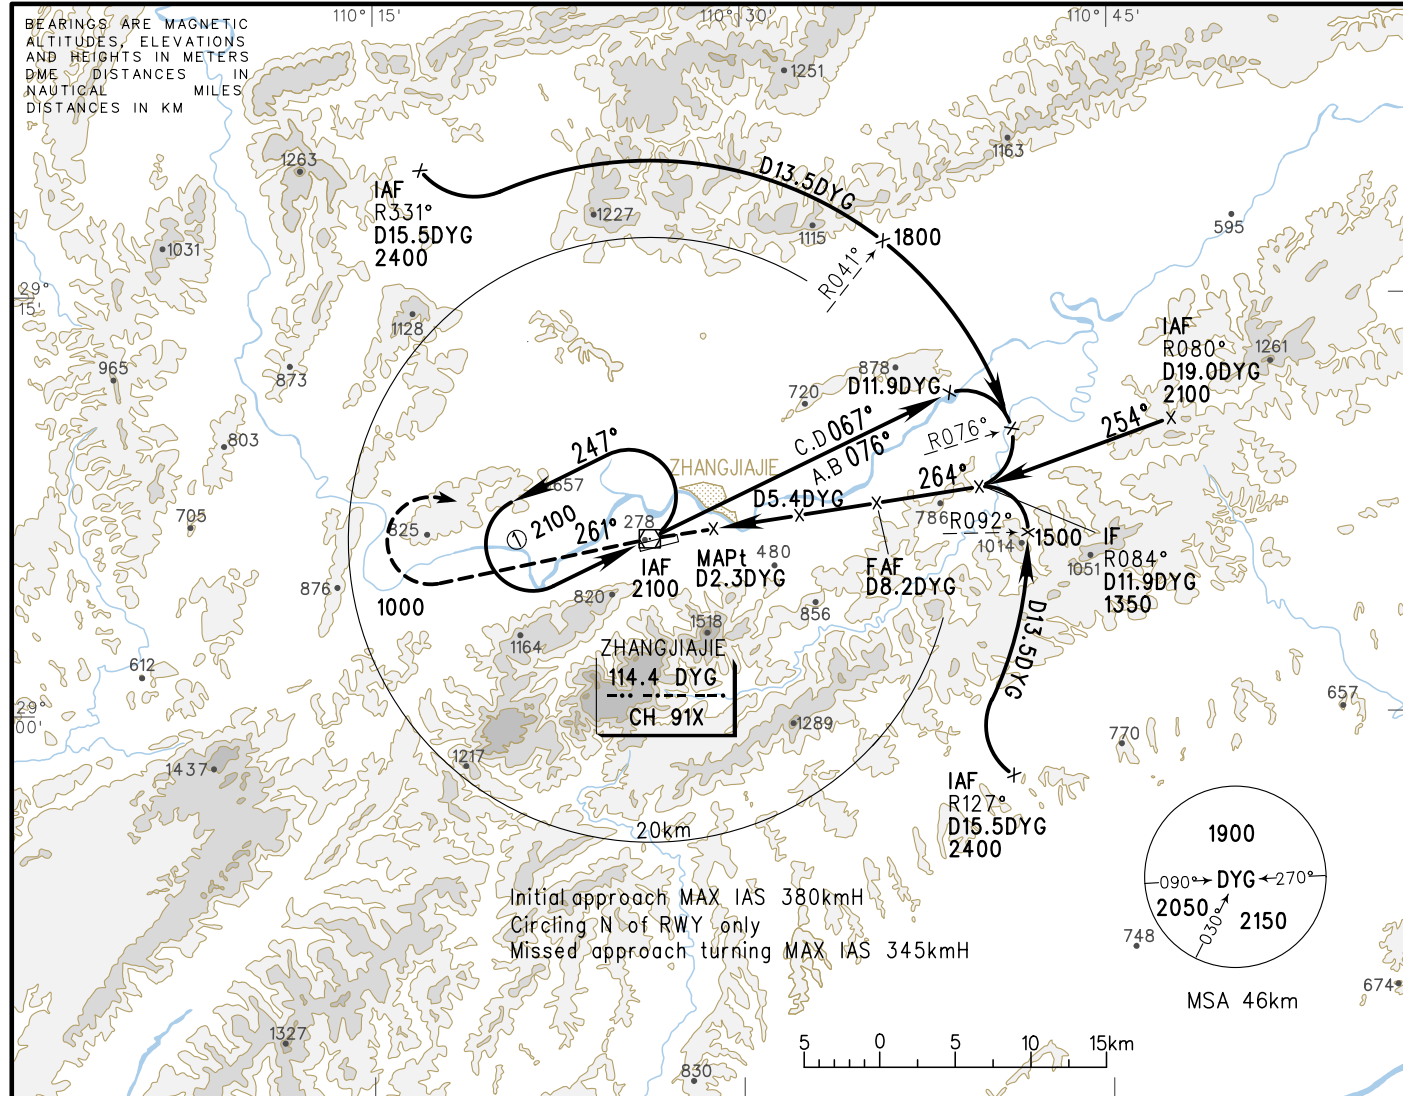 110°15'
110°30'
110°45'
BEARINGS ARE MAGNETIC
ALTITUDES, ELEVATIONS
AND HEIGHTS IN METERS
DME DISTANCES IN
NAUTICAL MILES
DISTANCES IN KM
1251
1163
1263
IAF
R331°
D15.5DYG
2400
D13.5DYG
1227
1115
595
1031
1800
R041°
29°
15'
1128
IAF
R080°
D19.0DYG
2100
1261
965
873
878
D11.9DYG
720
254°
803
247°
C.D 067°
A.B 076°
R076°
ZHANGJIAJIE
657
D5.4DYG
264°
705
825
① 2100
261°
278
786
R092°
1500
1014
IF
R084°
D11.9DYG
1350
1051
480
MAPt
D2.3DYG
IAF
2100
FAF
D8.2DYG
876
1000
820
856
1518
1164
D13.5DYG
ZHANGJIAJIE
114.4 DYG
CH 91X
612
657
29°
00'
1289
770
1217
1437
IAF
R127°
D15.5DYG
2400
20km
1900
090°
DYG
270°
2050
030°
2150
MSA 46km
Initial approach MAX IAS 380kmH
Circling N of RWY only
Missed approach turning MAX IAS 345kmH
748
674
1327
830
5 0 5 10 15km